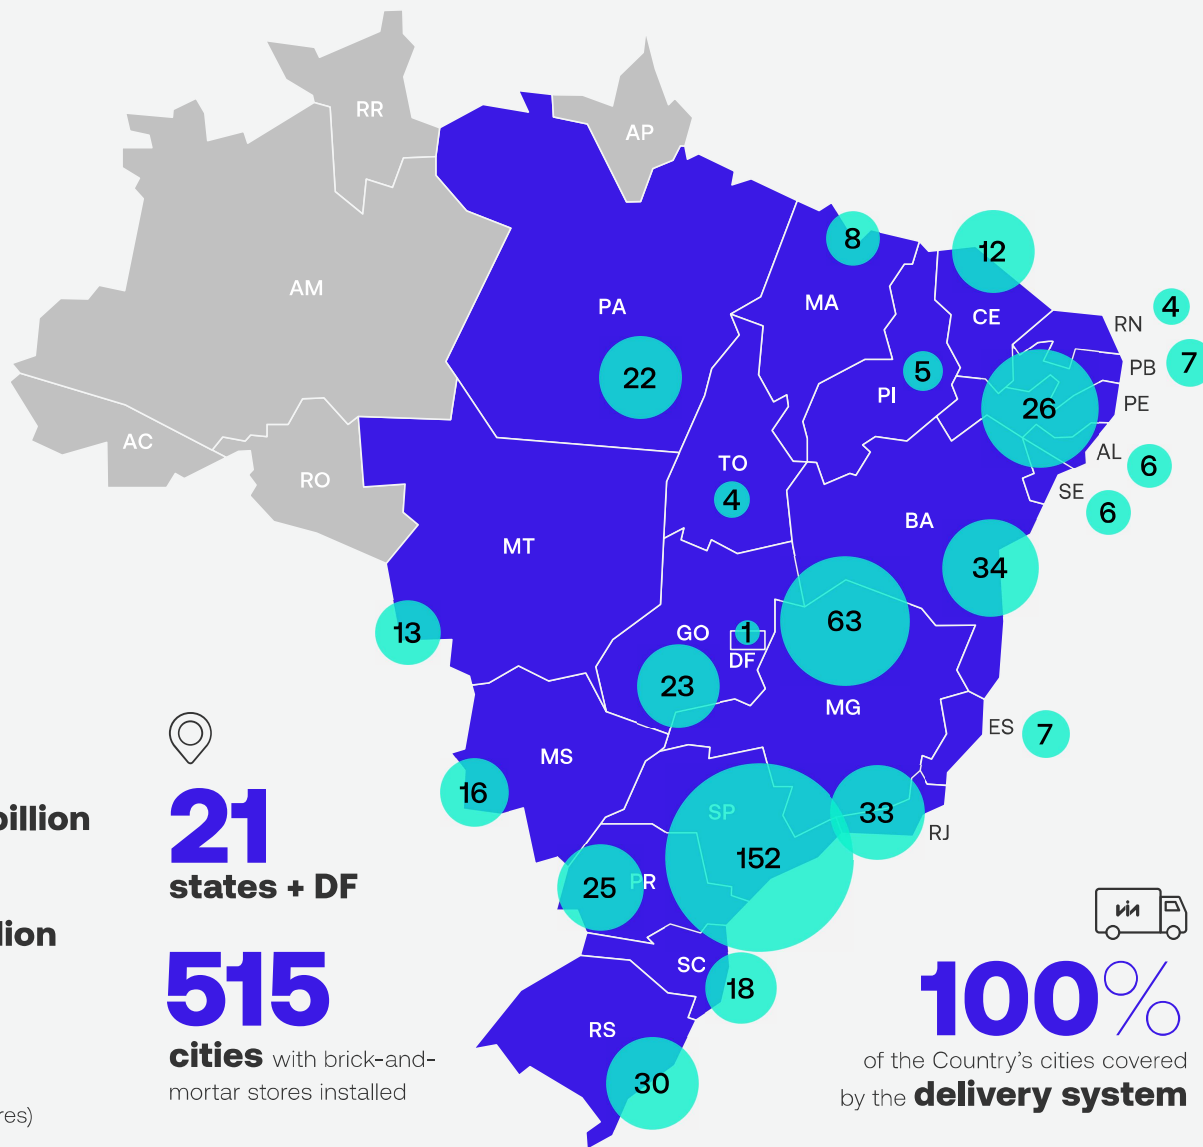 RR
AP
AM
PA
MA
8
12
CE
RN
4
PB
7
22
PI
5
26
PE
AC
RO
TO
4
AL
6
SE
6
MT
BA
34
13
GO
1
DF
63
23
MG
ES
7
MS
16
SP
152
33
RJ
25
PR
SC
18
RS
30
billion
lion
res)
21
states + DF
515
cities with brick-and-
mortar stores installed
via
100%
of the Country's cities covered
by the delivery system